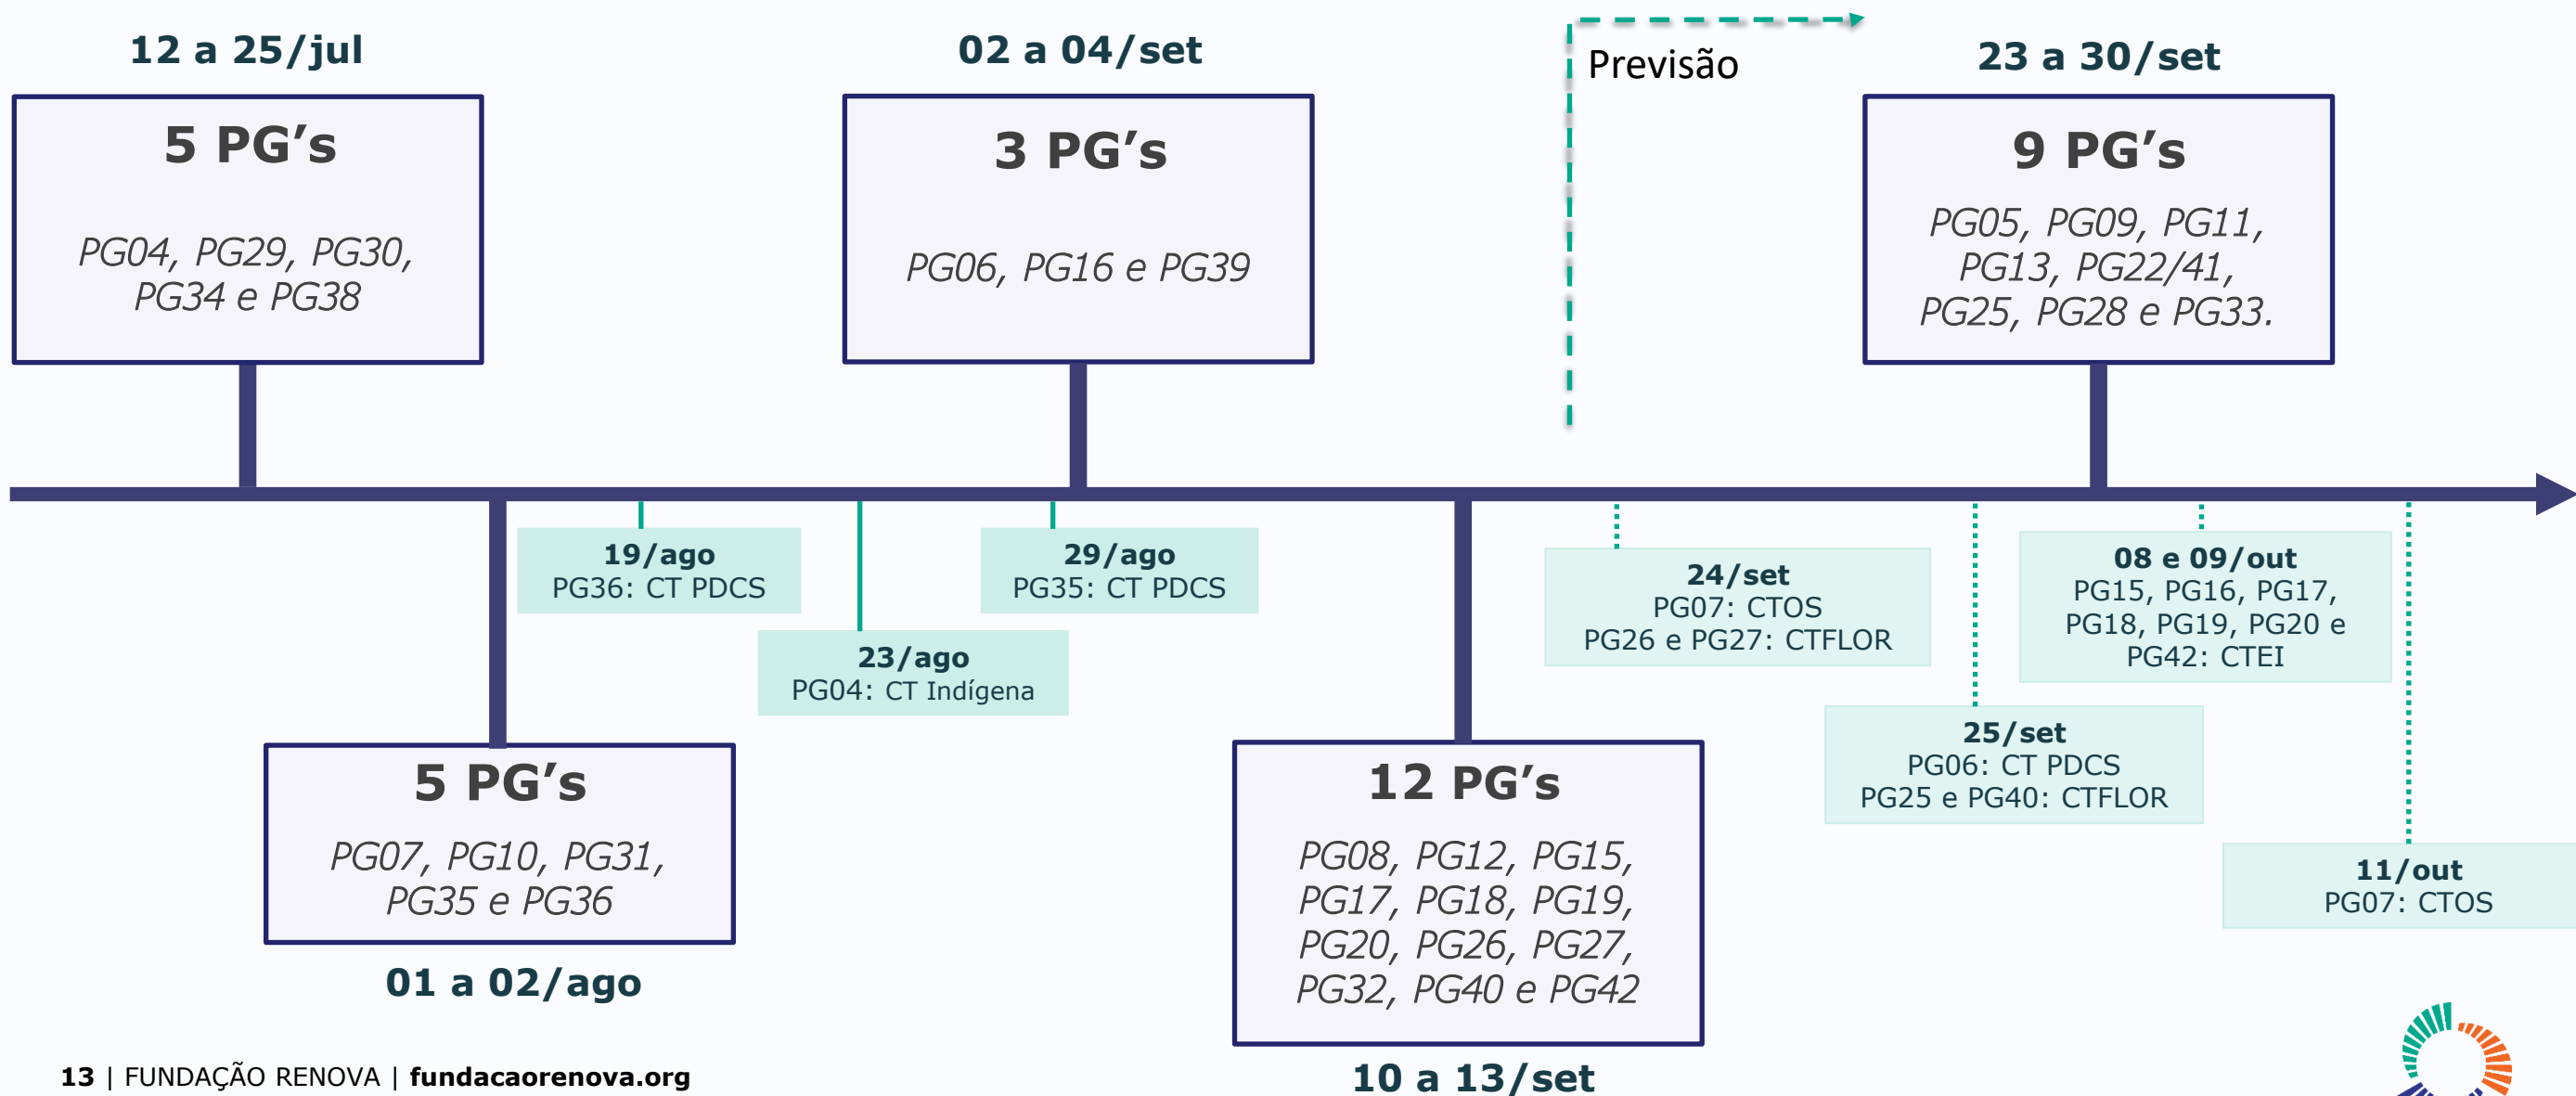 12 a 25/jul
5 PG’s
PG04, PG29, PG30,
PG34 e PG38
02 a 04/set
3 PG’s
PG06, PG16 e PG39
Previsão
23 a 30/set
9 PG’s
PG05, PG09, PG11,
PG13, PG22/41,
PG25, PG28 e PG33.
19/ago
PG36: CT PDCS
23/ago
PG04: CT Indígena
29/ago
PG35: CT PDCS
24/set
PG07: CTOS
PG26 e PG27: CTFLOR
25/set
PG06: CT PDCS
PG25 e PG40: CTFLOR
08 e 09/out
PG15, PG16, PG17,
PG18, PG19, PG20 e
PG42: CTEI
11/out
PG07: CTOS
5 PG’s
PG07, PG10, PG31,
PG35 e PG36
01 a 02/ago
12 PG’s
PG08, PG12, PG15,
PG17, PG18, PG19,
PG20, PG26, PG27,
PG32, PG40 e PG42
10 a 13/set
13 | FUNDAÇÃO RENOVA | fundacaorenova.org